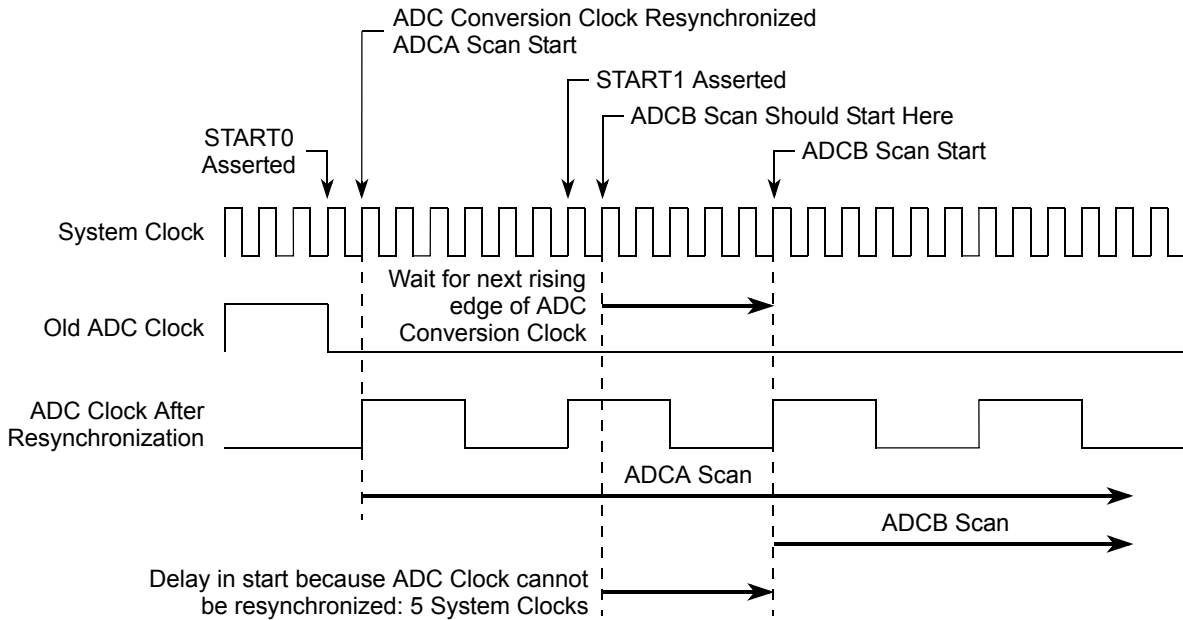 ADC Conversion Clock Resynchronized
ADCA Scan Start
START1 Asserted
ADCB Scan Should Start Here
START0
Asserted
ADCB Scan Start
System Clock
Wait for next rising
edge of ADC
Conversion Clock
Old ADC Clock
ADC Clock After
Resynchronization
ADCA Scan
ADCB Scan
Delay in start because ADC Clock cannot
be resynchronized: 5 System Clocks